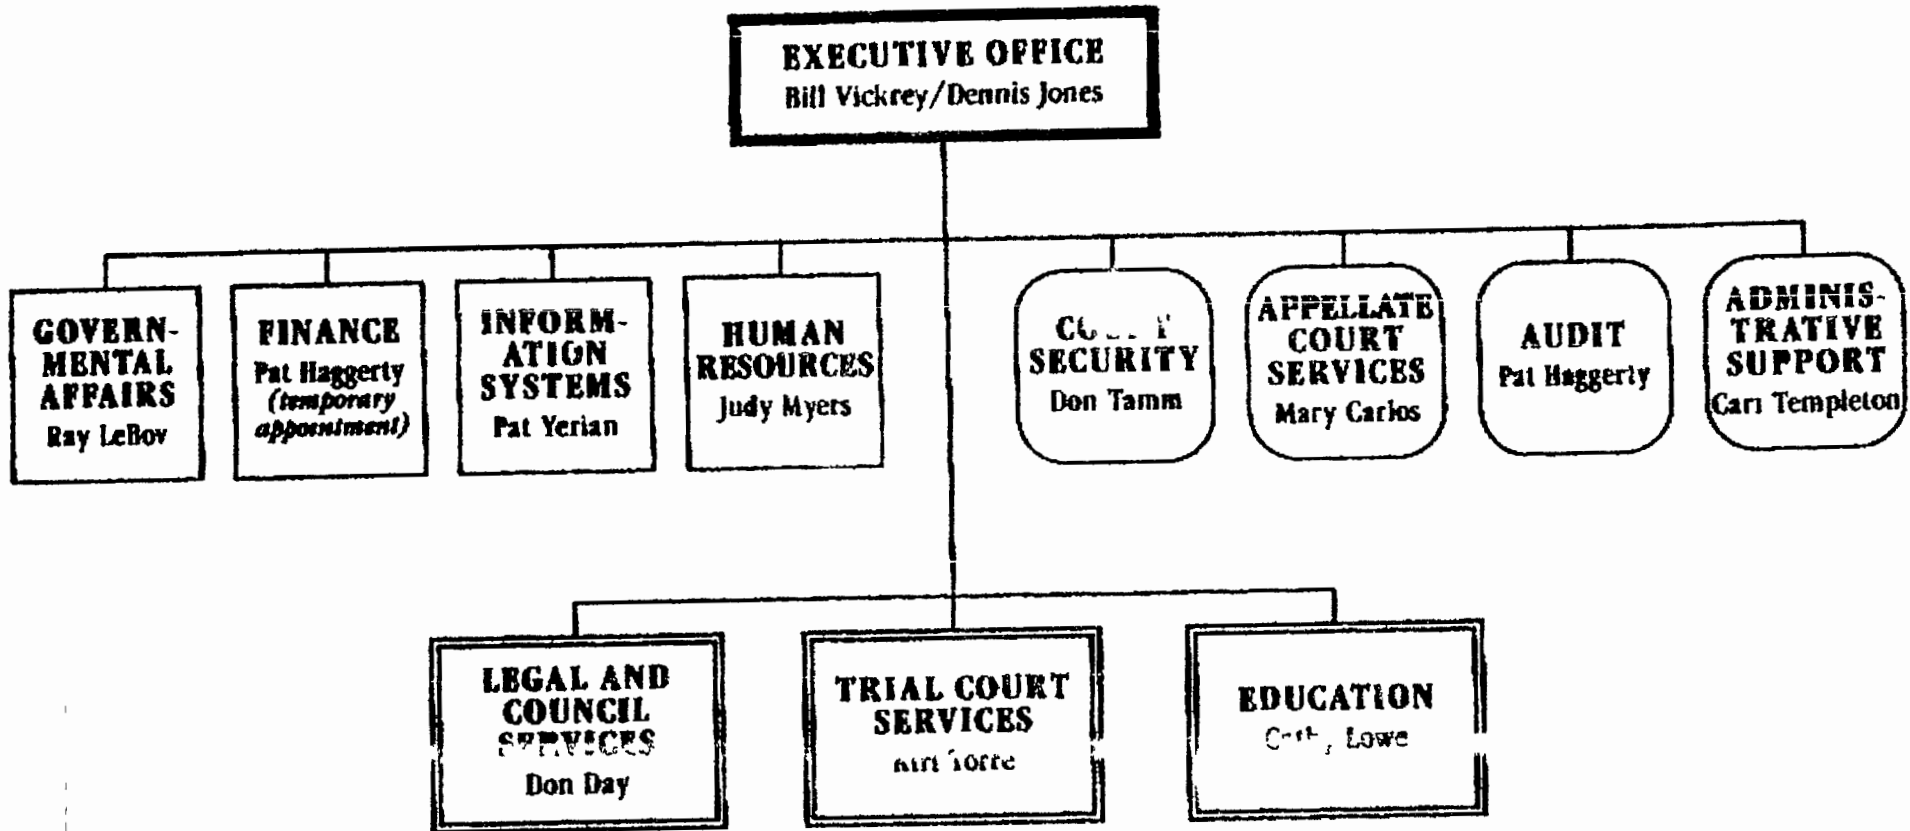 EXECUTIVE OFFICE
Bill Vickrey/Dennis Jones
GOVERN-
MENTAL
AFFAIRS
Ray LeBov
FINANCE
Pat Haggerty
(temporary
appointment)
INFORM-
ATION
SYSTEMS
Pat Yerian
HUMAN
RESOURCES
Judy Myers
SECURITY
Don Tamm
APPELLATE
COURT
SERVICES
Mary Carlos
AUDIT
Pat Haggerty
ADMINIS-
TRATIVE
SUPPORT
Templeton
LEGAL AND
COUNCIL
SERVICES
Don Day
TRIAL COURT
SERVICES
EDUCATION
Lowe